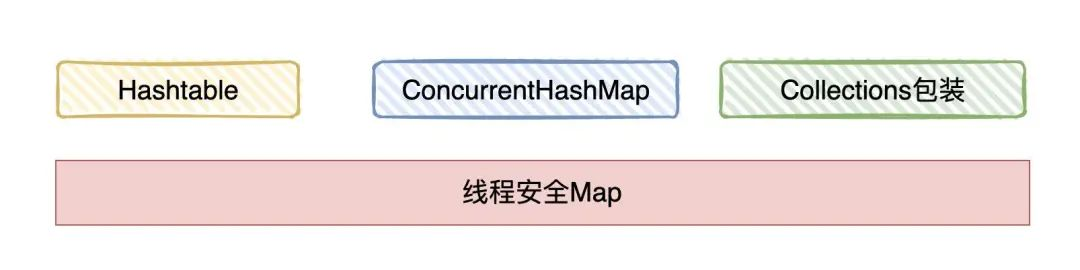 Hashtable
ConcurrentHashMap
Collections包装
线程安全Map